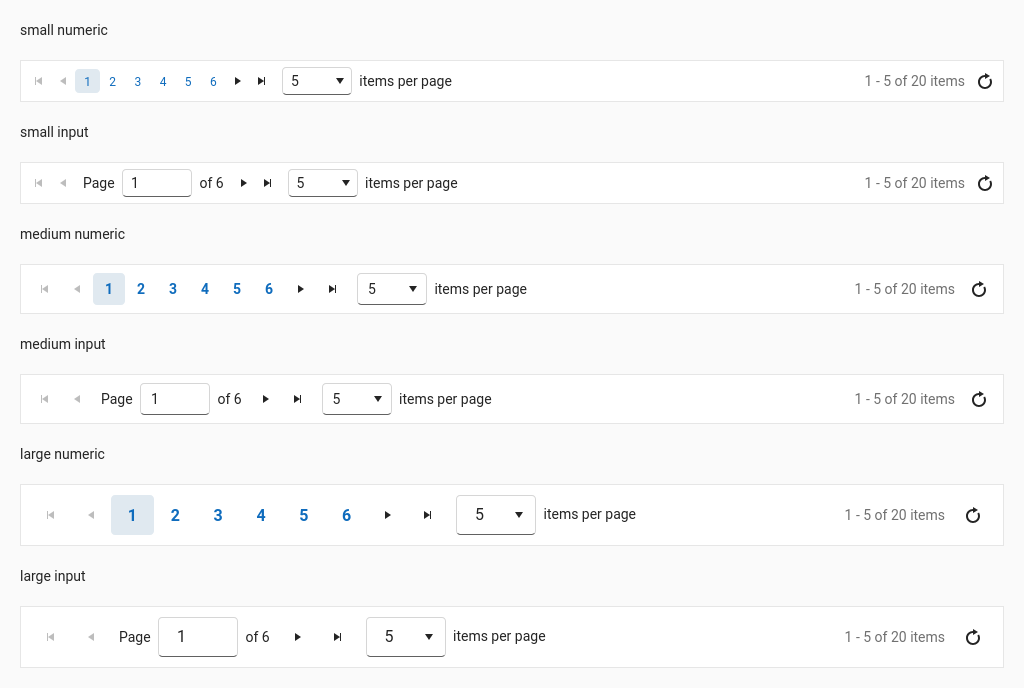 small numeric
1 2 3 4 5 6 5 items per page 1 - 5 of 20 items
small input
Page 1 of 6 5 items per page 1 - 5 of 20 items
medium numeric
1 2 3 4 5 6 5 items per page 1 - 5 of 20 items
medium input
Page 1 of 6 5 items per page 1 - 5 of 20 items
large numeric
1 2 3 4 5 6 5 items per page 1 - 5 of 20 items
large input
Page 1 of 6 5 items per page 1 - 5 of 20 items